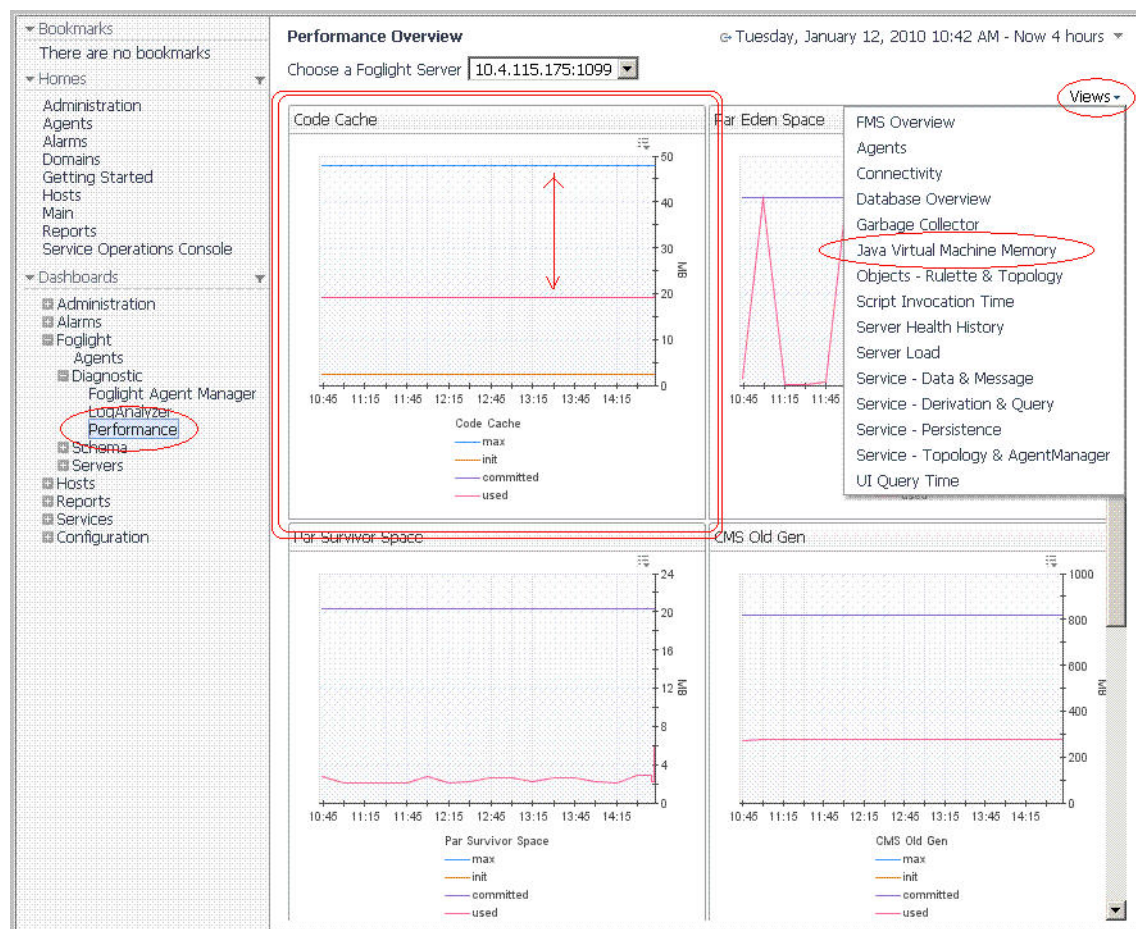 Bookmarks
There are no bookmarks
Homes
Administration
Agents
Alarms
Domains
Getting Started
Hosts
Main
Reports
Service Operations Console
Dashboards
Administration
Alarms
Foglight
Agents
Diagnostic
Foglight Agent Manager
LogAnalyzer
Performance
Schema
Servers
Hosts
Reports
Services
Configuration
Performance Overview
Tuesday, January 12, 2010 10:42 AM - Now 4 hours
Choose a Foglight Server 10.4.115.175:1099
Views
Code Cache
50
40
30
20
10
0
MB
10:45 11:15 11:45 12:15 12:45 13:15 13:45 14:15
Code Cache
max
init
committed
used
Par Eden Space
10:45 11:15 11:45
used
FMS Overview
Agents
Connectivity
Database Overview
Garbage Collector
Java Virtual Machine Memory
Objects - Rulette & Topology
Script Invocation Time
Server Health History
Server Load
Service - Data & Message
Service - Derivation & Query
Service - Persistence
Service - Topology & AgentManager
UI Query Time
Par Survivor Space
24
20
16
12
8
4
0
MB
10:45 11:15 11:45 12:15 12:45 13:15 13:45 14:15
Par Survivor Space
max
init
committed
used
CMS Old Gen
1000
800
600
400
200
0
MB
10:45 11:15 11:45 12:15 12:45 13:15 13:45 14:15
CMS Old Gen
max
init
committed
used